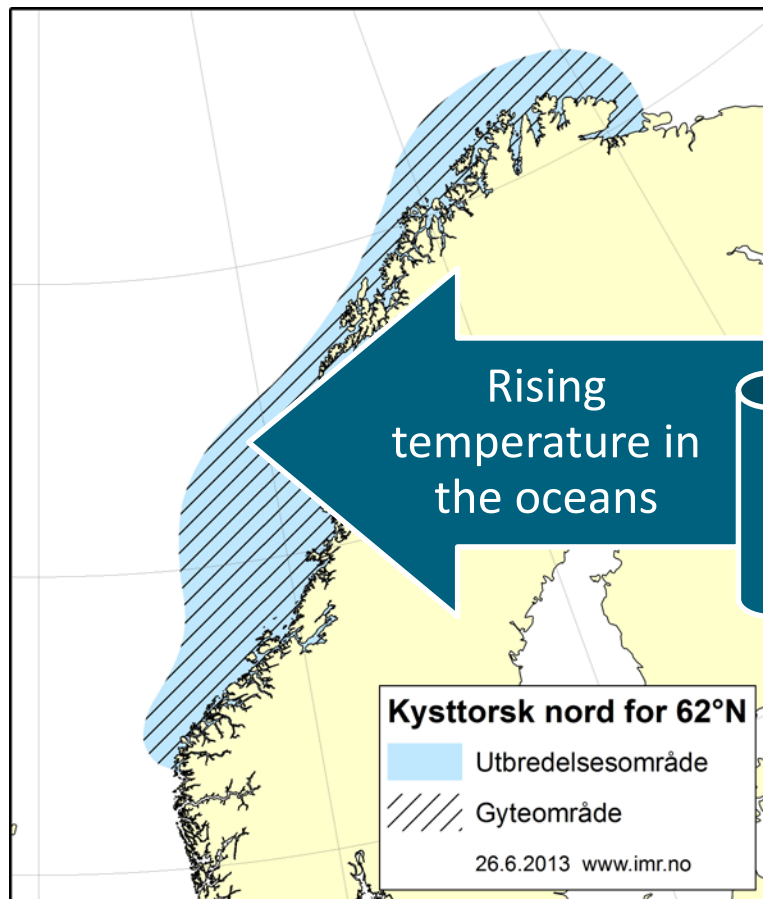 Rising
temperature in
the oceans
Kysttorsk nord for 62°N
Utbredelsesområde
Gyteområde
26.6.2013 www.imr.no